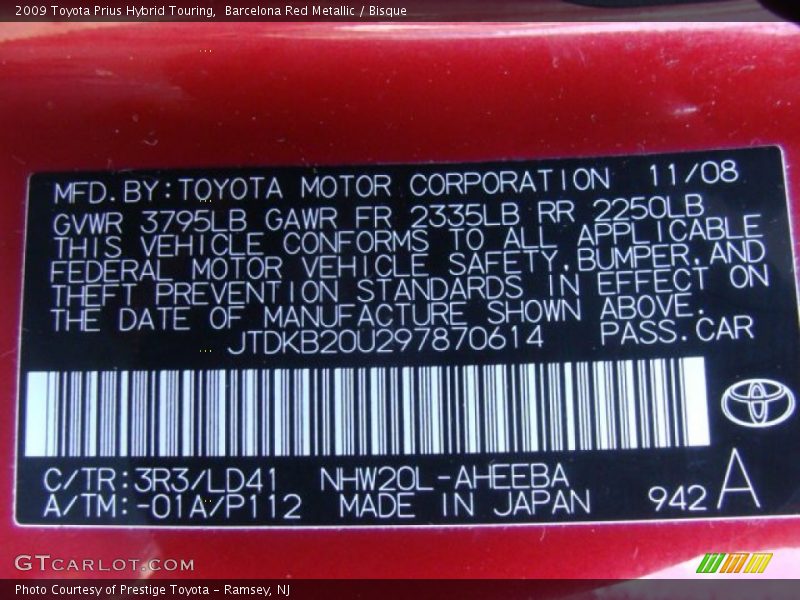 2009 Toyota Prius Hybrid Touring,  Barcelona Red Metallic / Bisque
MFD.BY:TOYOTA MOTOR CORPORATION 11/08
GVWR 3795LB GAWR FR 2335LB RR 2250LB
THIS VEHICLE CONFORMS TO ALL APPLICABLE
FEDERAL MOTOR VEHICLE SAFETY,BUMPER,AND
THEFT PREVENTION STANDARDS IN EFFECT ON
THE DATE OF MANUFACTURE SHOWN ABOVE.
JTDKB20U297870614 PASS.CAR
C/TR:3R3/LD41 NHW20L-AHEEBA
A/TM:-01A/P112 MADE IN JAPAN 942 A
GTCARLOT.COM
Photo Courtesy of Prestige Toyota - Ramsey, NJ